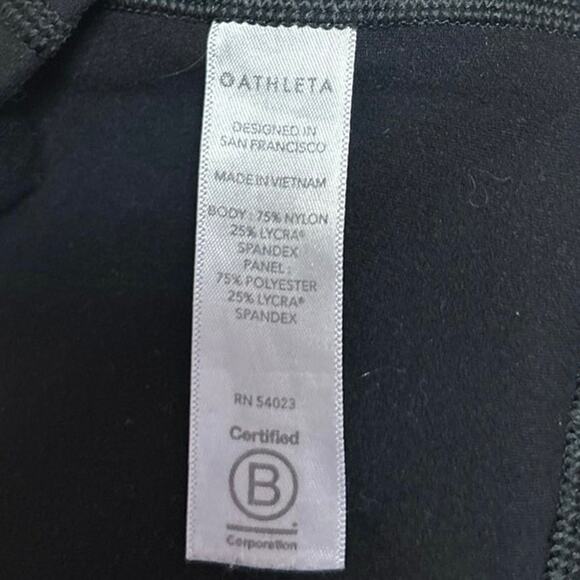 ATHLETA
DESIGNED IN
SAN FRANCISCO
MADE IN VIETNAM
BODY : 75% NYLON
25% LYCRA®
SPANDEX
PANEL :
75% POLYESTER
25% LYCRA®
SPANDEX
RN 54023
Certified
B
Corporation